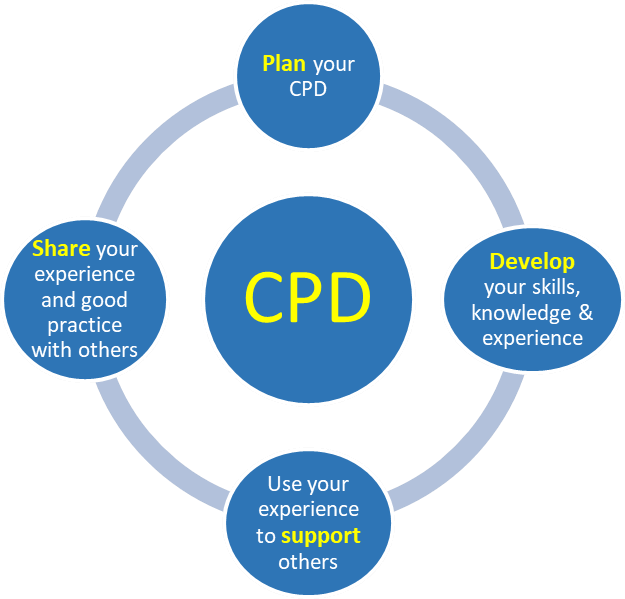 Plan your
CPD
Share your
experience
and good
practice
with others
CPD
Develop
your skills,
knowledge &
experience
Use your
experience
to support
others